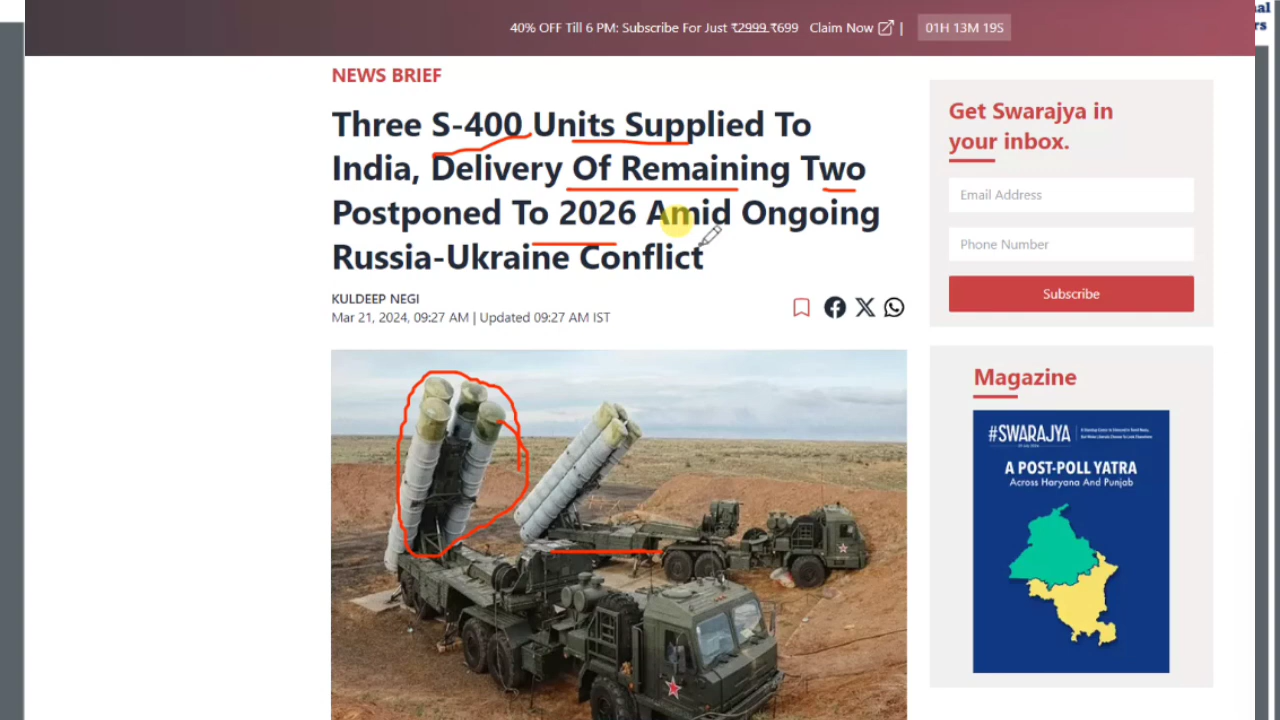 40% OFF Till 6 PM: Subscribe For Just ₹2999 ₹699 Claim Now | 01H 13M 19S
NEWS BRIEF
Three S-400 Units Supplied To
India, Delivery Of Remaining Two
Postponed To 2026 Amid Ongoing
Russia-Ukraine Conflict
KULDEEP NEGI
Mar 21, 2024, 09:27 AM | Updated 09:27 AM IST
Get Swarajya in
your inbox.
Email Address
Phone Number
Subscribe
Magazine
#SWARAJYA
A POST-POLL YATRA
Across Haryana And Punjab